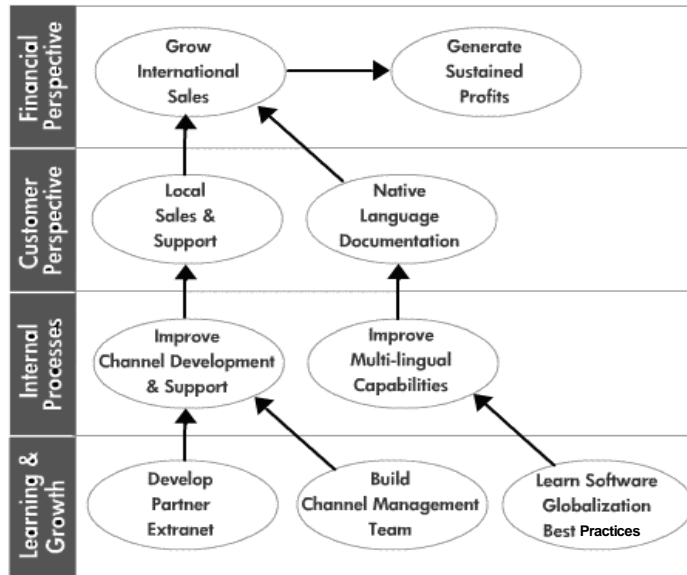 Financial
Perspective
Grow
International
Sales
Generate
Sustained
Profits
Customer
Perspective
Local
Sales &
Support
Native
Language
Documentation
Internal
Processes
Improve
Channel Development
& Support
Improve
Multi-lingual
Capabilities
Learning &
Growth
Develop
Partner
Extranet
Build
Channel Management
Team
Learn Software
Globalization
Best Practices